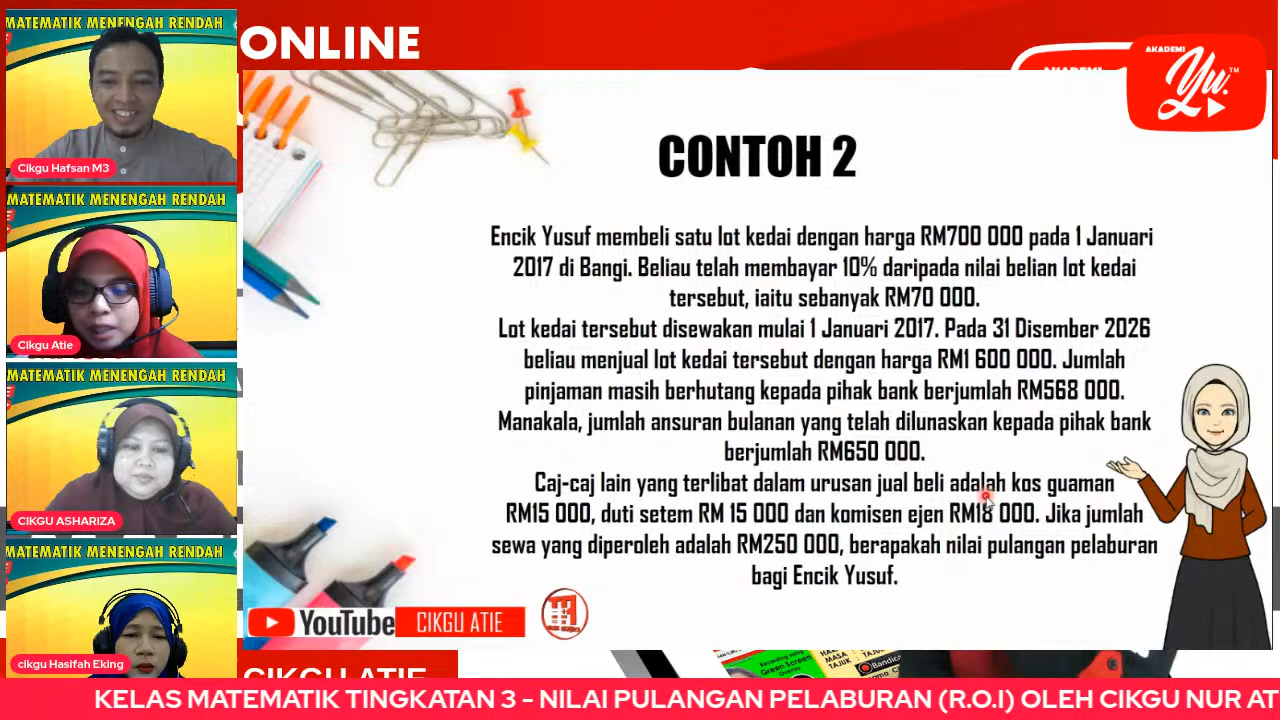 MATEMATIK MENENGAH RENDAH
Cikgu Hafsan M3
MATEMATIK MENENGAH RENDAH
Cikgu Atie
MATEMATIK MENENGAH RENDAH
CIKGU ASHARIZA
MATEMATIK MENENGAH RENDAH
cikgu Hasifah Eking
ONLINE
AKADEMI
AKADEMI
Yu.™
CONTOH 2
Encik Yusuf membeli satu lot kedai dengan harga RM700 000 pada 1 Januari
2017 di Bangi. Beliau telah membayar 10% daripada nilai belian lot kedai
tersebut, iaitu sebanyak RM70 000.
Lot kedai tersebut disewakan mulai 1 Januari 2017. Pada 31 Disember 2026
beliau menjual lot kedai tersebut dengan harga RM1 600 000. Jumlah
pinjaman masih berhutang kepada pihak bank berjumlah RM568 000.
Manakala, jumlah ansuran bulanan yang telah dilunaskan kepada pihak bank
berjumlah RM650 000.
Caj-caj lain yang terlibat dalam urusan jual beli adalah kos guaman
RM15 000, duti setem RM 15 000 dan komisen ejen RM18 000. Jika jumlah
sewa yang diperoleh adalah RM250 000, berapakah nilai pulangan pelaburan
bagi Encik Yusuf.
YouTube CIKGU ATIE
CIKGU ATIE
Green Screen
MASA
TAJUK
Bandic
KELAS MATEMATIK TINGKATAN 3 - NILAI PULANGAN PELABURAN (R.O.I) OLEH CIKGU NUR AT